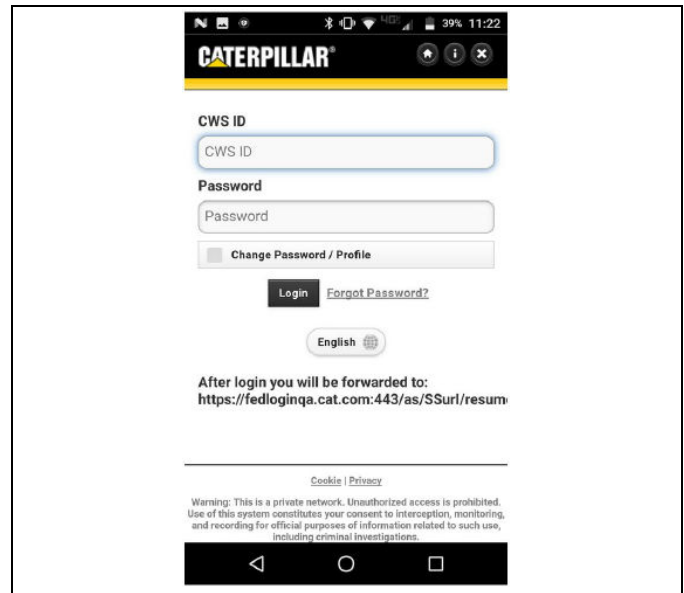 39% 11:22
CATERPILLAR®
CWS ID
CWS ID
Password
Password
Change Password / Profile
Login Forgot Password?
English
After login you will be forwarded to:
https://fedloginqa.cat.com:443/as/SSurl/resum
Cookie | Privacy
Warning: This is a private network. Unauthorized access is prohibited.
Use of this system constitutes your consent to interception, monitoring,
and recording for official purposes of information related to such use,
including criminal investigations.